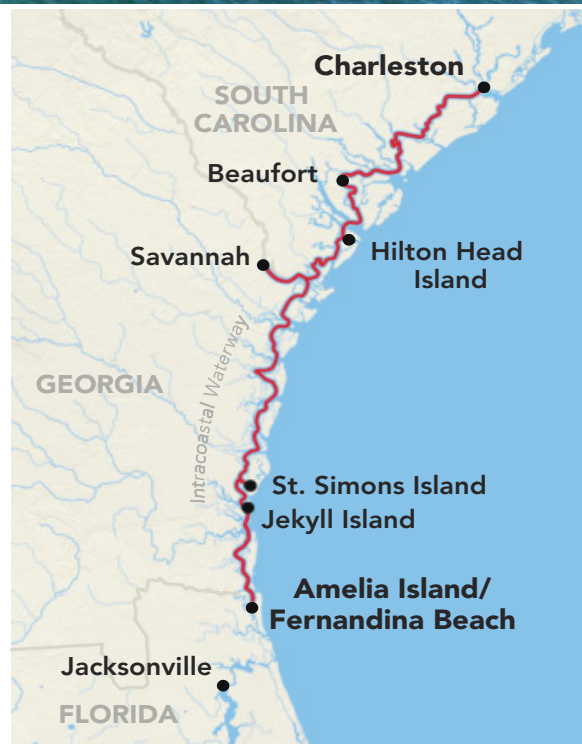 Charleston
SOUTH
CAROLINA
Beaufort
Savannah
Hilton Head
Island
Intracoastal Waterway
GEORGIA
St. Simons Island
Jekyll Island
Amelia Island/
Fernandina Beach
Jacksonville
FLORIDA